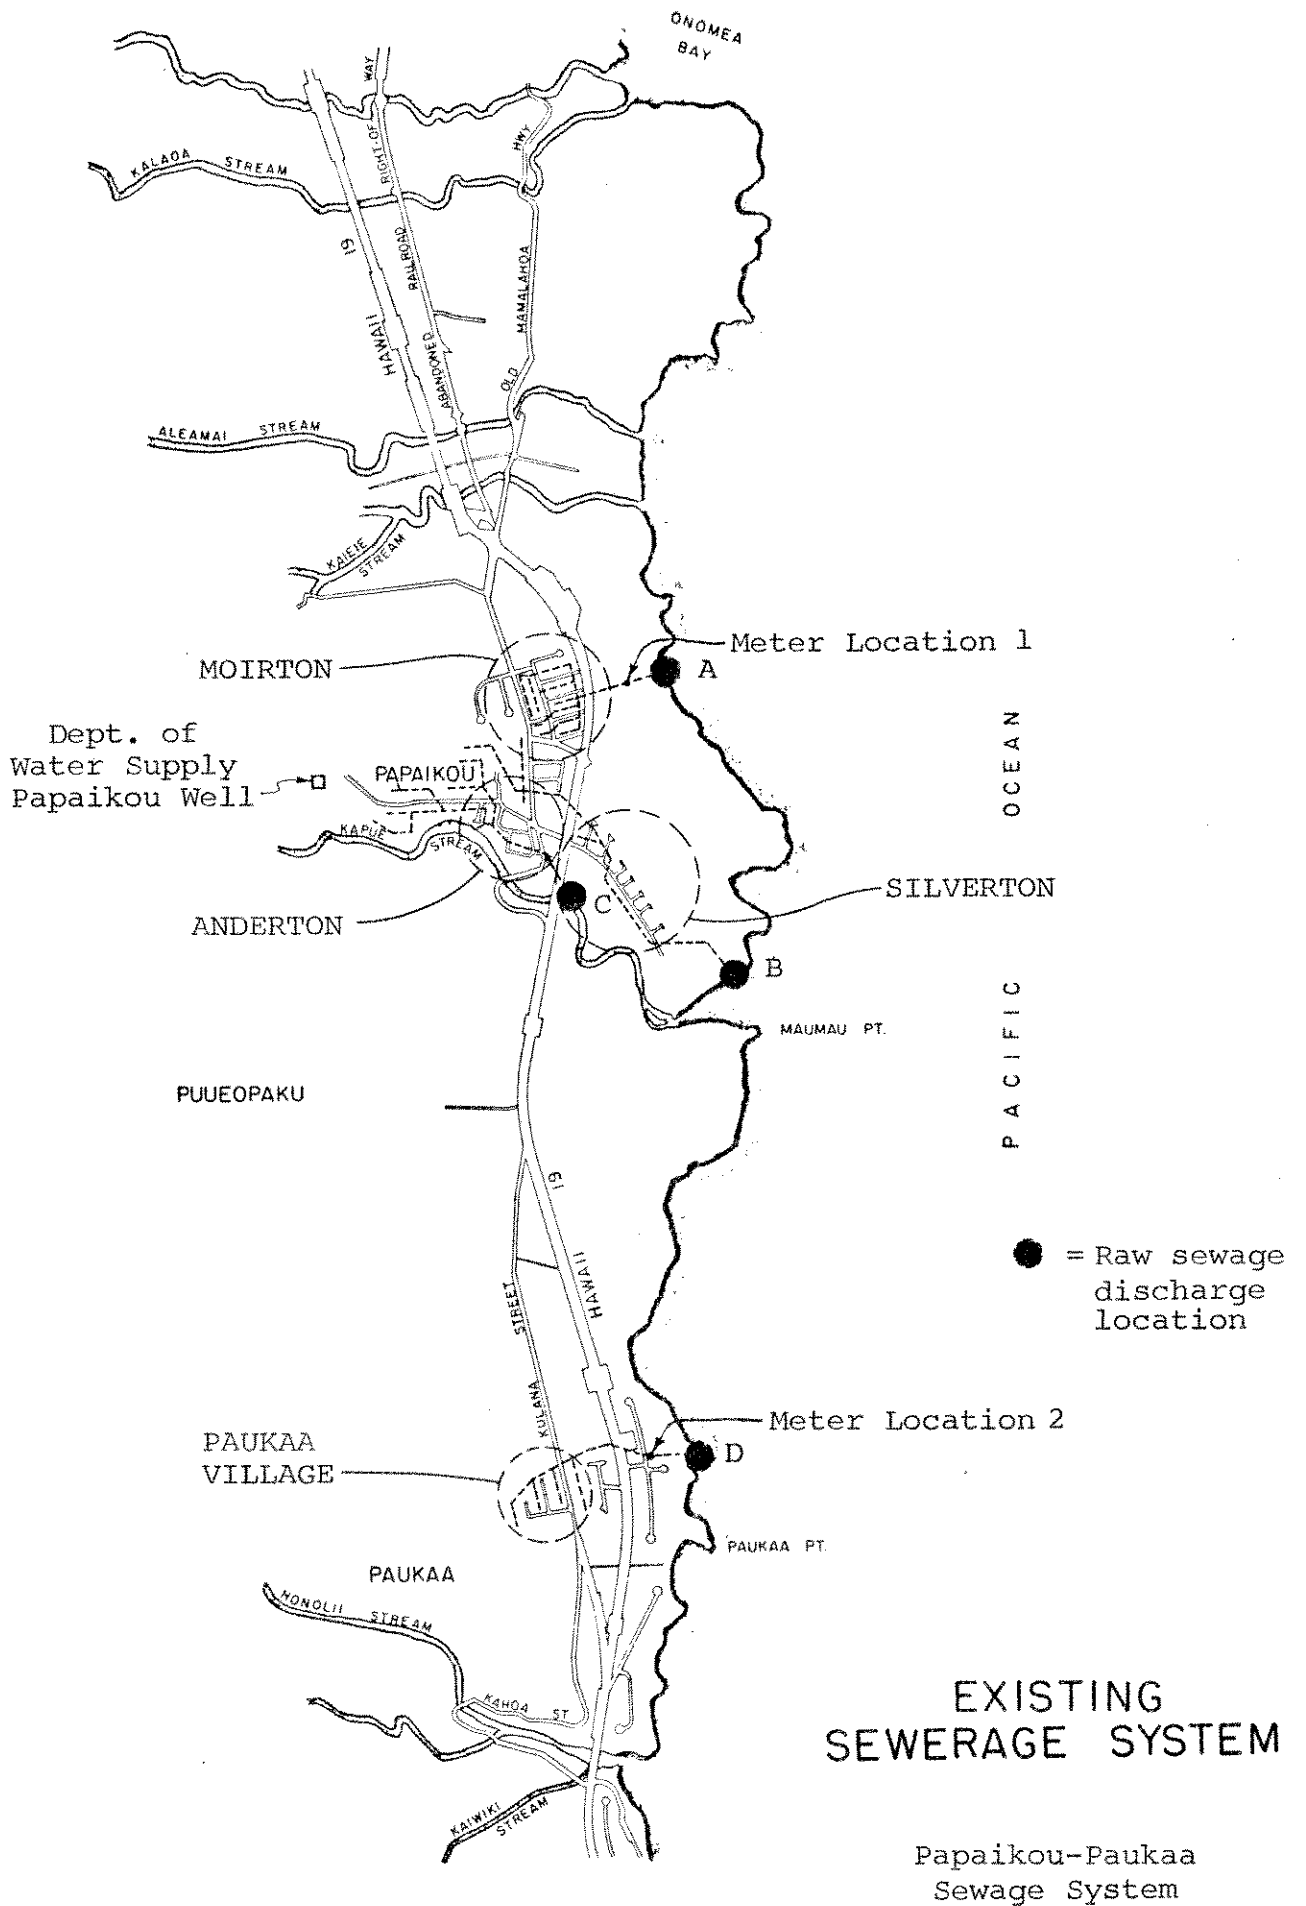 ONOMEA
BAY
KALAOA STREAM
ABANDONED RAILROAD RIGHT-OF WAY
OLD MAMALAHOA HWY
HAWAII 19
ALEAMAI STREAM
KAIEIE
STREAM
MOIRTON
Meter Location 1
A
Dept. of
Water Supply
Papaikou Well
PAPAIKOU
KAPUE
STREAM
PACIFIC OCEAN
SILVERTON
C
ANDERTON
B
MAUMAU PT.
PUUEOPAKU
HAWAII 19
= Raw sewage
discharge
location
KULANA STREET
Meter Location 2
PAUKAA
VILLAGE
D
PAUKAA PT.
PAUKAA
HONOLII STREAM
KAHOA ST
KAIWIKI
STREAM
EXISTING
SEWERAGE SYSTEM
Papaikou-Paukaa
Sewage System